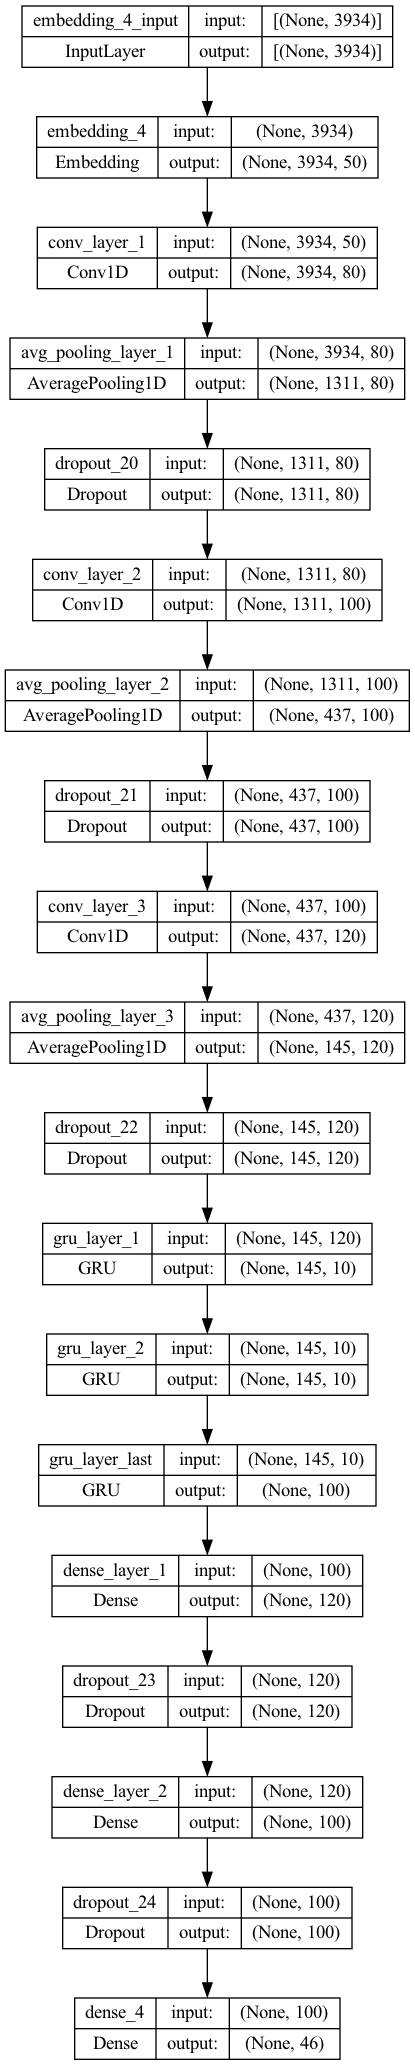 embedding_4_input input: [(None, 3934)]
InputLayer output: [(None, 3934)]
embedding_4 input: (None, 3934)
Embedding output: (None, 3934, 50)
conv_layer_1 input: (None, 3934, 50)
Conv1D output: (None, 3934, 80)
avg_pooling_layer_1 input: (None, 3934, 80)
AveragePooling1D output: (None, 1311, 80)
dropout_20 input: (None, 1311, 80)
Dropout output: (None, 1311, 80)
conv_layer_2 input: (None, 1311, 80)
Conv1D output: (None, 1311, 100)
avg_pooling_layer_2 input: (None, 1311, 100)
AveragePooling1D output: (None, 437, 100)
dropout_21 input: (None, 437, 100)
Dropout output: (None, 437, 100)
conv_layer_3 input: (None, 437, 100)
Conv1D output: (None, 437, 120)
avg_pooling_layer_3 input: (None, 437, 120)
AveragePooling1D output: (None, 145, 120)
dropout_22 input: (None, 145, 120)
Dropout output: (None, 145, 120)
gru_layer_1 input: (None, 145, 120)
GRU output: (None, 145, 10)
gru_layer_2 input: (None, 145, 10)
GRU output: (None, 145, 10)
gru_layer_last input: (None, 145, 10)
GRU output: (None, 100)
dense_layer_1 input: (None, 100)
Dense output: (None, 120)
dropout_23 input: (None, 120)
Dropout output: (None, 120)
dense_layer_2 input: (None, 120)
Dense output: (None, 100)
dropout_24 input: (None, 100)
Dropout output: (None, 100)
dense_4 input: (None, 100)
Dense output: (None, 46)